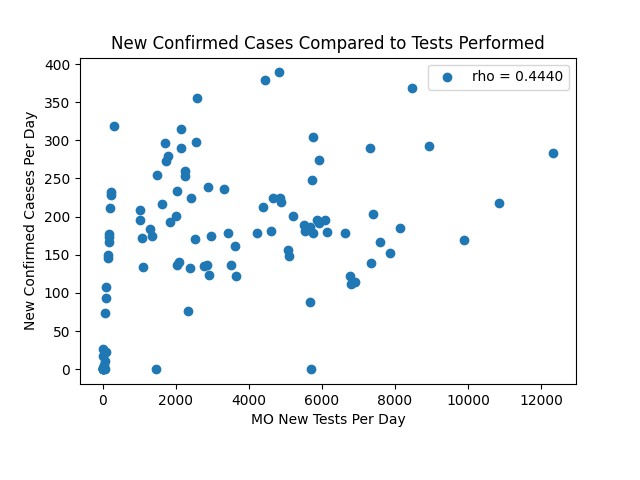 New Confirmed Cases Compared to Tests Performed
rho = 0.4440
400
350
300
250
200
150
100
50
0
New Confirmed Caeses Per Day
0 2000 4000 6000 8000 10000 12000
MO New Tests Per Day